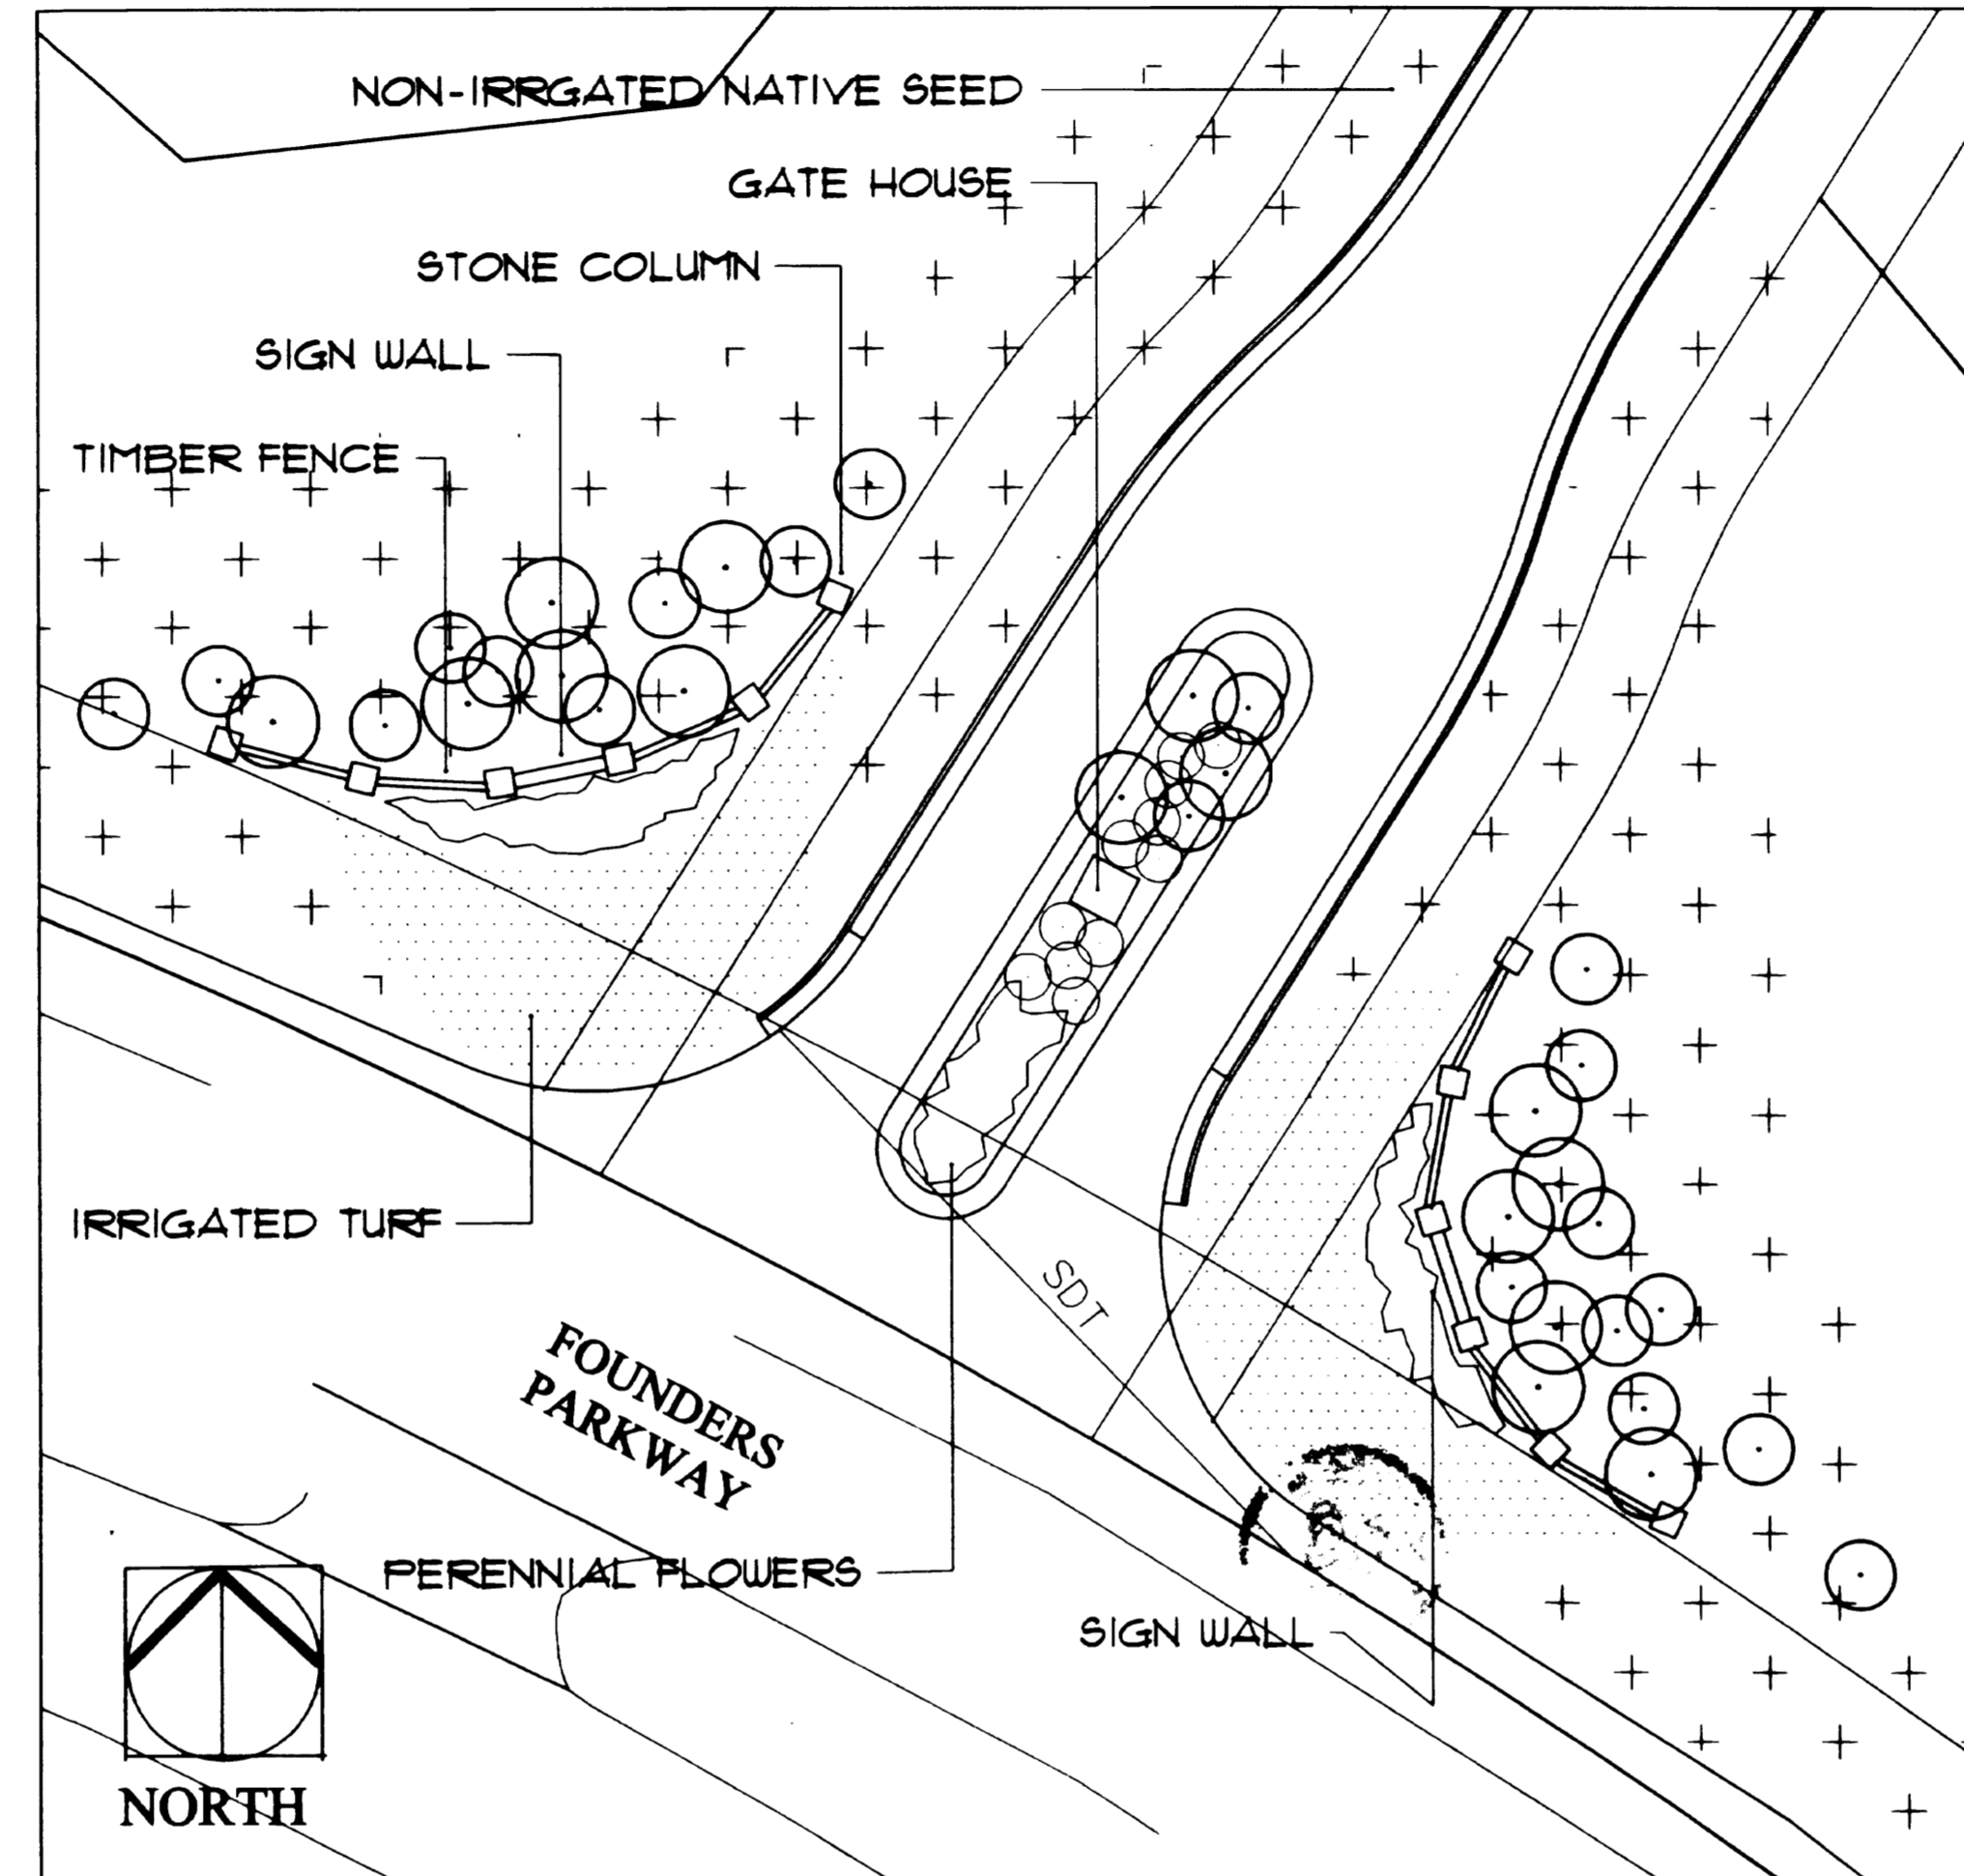 NON-IRRGATED NATIVE SEED
GATE HOUSE
STONE COLUMN
SIGN WALL
TIMBER FENCE
IRRIGATED TURF
SDT
FOUNDERS
PARKWAY
PERENNIAL FLOWERS
SIGN WALL
NORTH